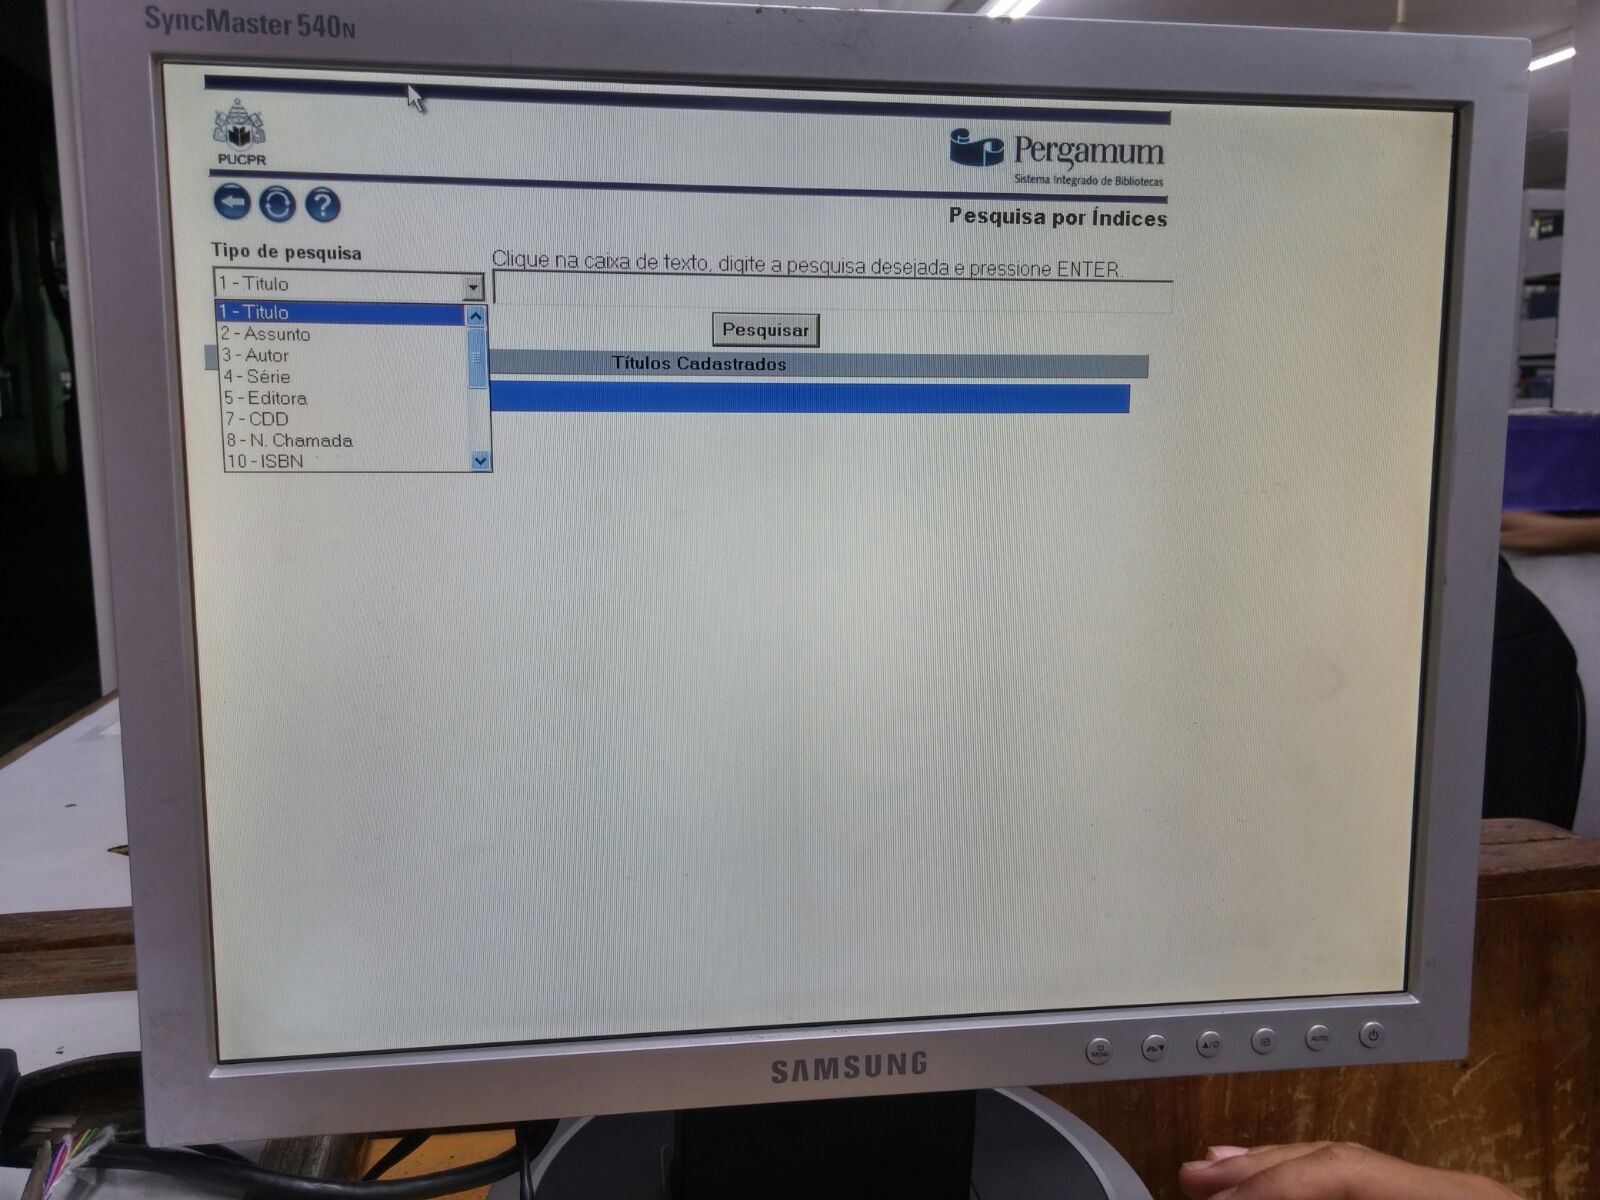 SyncMaster 540N
PUCPR
Pergamum
Sistema Integrado de Bibliotecas
?
Pesquisa por Índices
Tipo de pesquisa
Clique na caixa de texto, digite a pesquisa desejada e pressione ENTER.
1 - Titulo
1 - Titulo
2 - Assunto
3 - Autor
4 - Série
5 - Editora
7 - CDD
8 - N. Chamada
10 - ISBN
Pesquisar
Títulos Cadastrados
SAMSUNG
MENU
AUTO